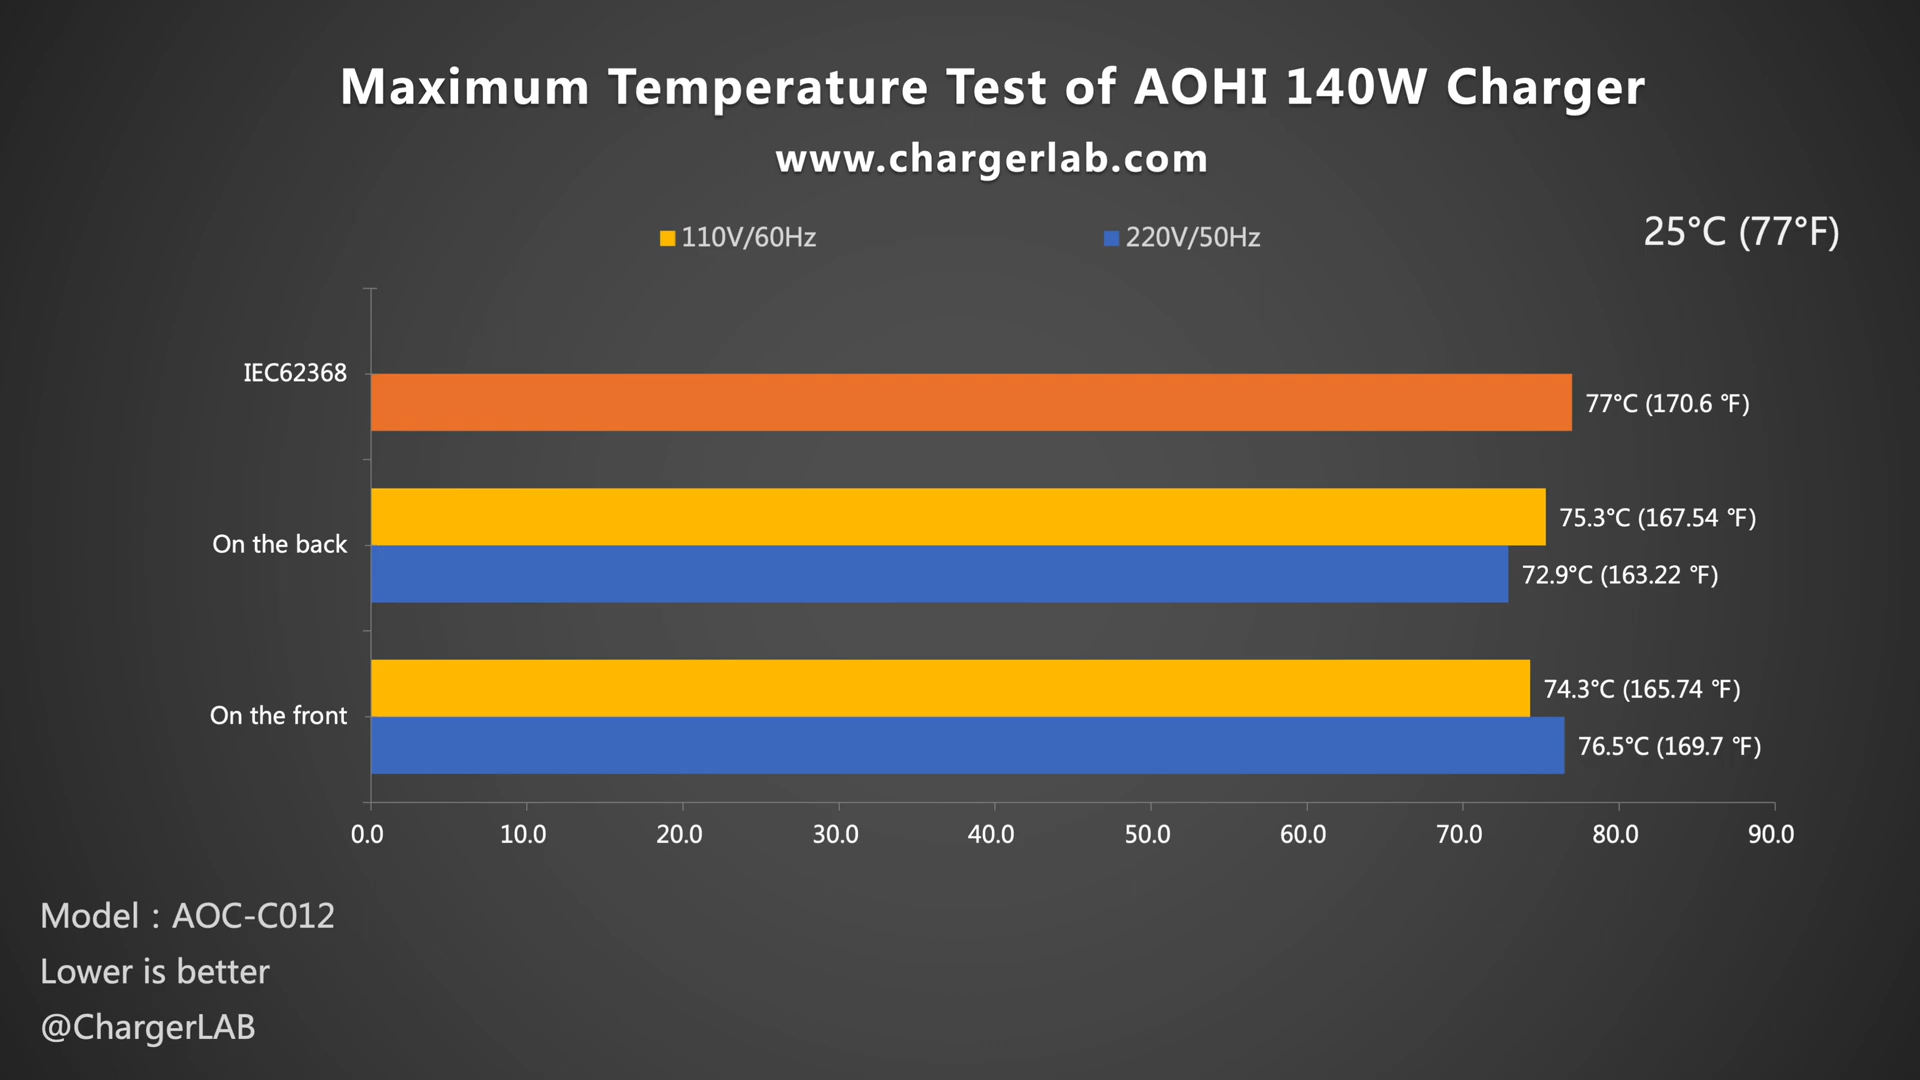 Maximum Temperature Test of AOHI 140W Charger
www.chargerlab.com
110V/60Hz
220V/50Hz
25°C (77°F)
IEC62368
77°C (170.6 ℉)
On the back
75.3°C (167.54 ℉)
72.9°C (163.22 ℉)
On the front
74.3°C (165.74 ℉)
76.5°C (169.7 ℉)
0.0 10.0 20.0 30.0 40.0 50.0 60.0 70.0 80.0 90.0
Model：AOC-C012
Lower is better
@ChargerLAB